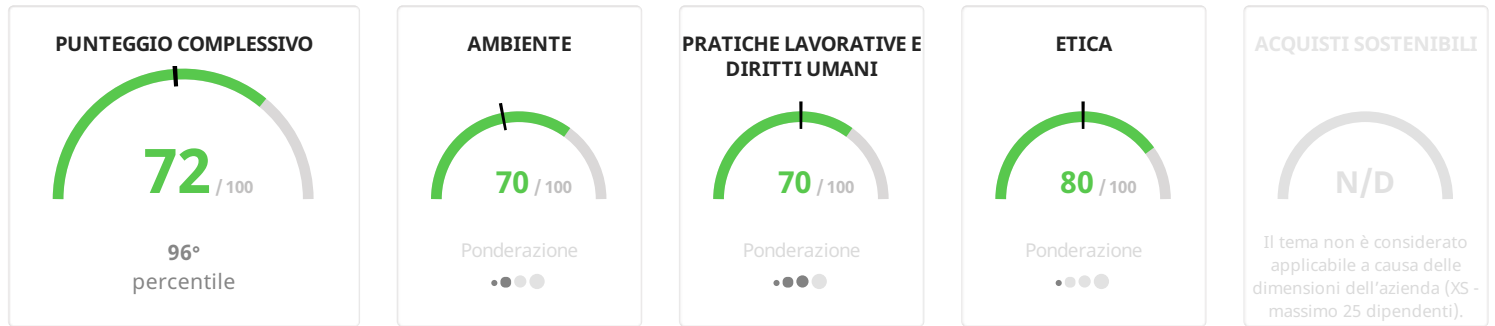 PUNTEGGIO COMPLESSIVO
72 / 100
96°
percentile
AMBIENTE
70 / 100
Ponderazione
PRATICHE LAVORATIVE E
DIRITTI UMANI
70 / 100
Ponderazione
ETICA
80 / 100
Ponderazione
ACQUISTI SOSTENIBILI
N/D
Il tema non è considerato
applicabile a causa delle
dimensioni dell'azienda (XS -
massimo 25 dipendenti).